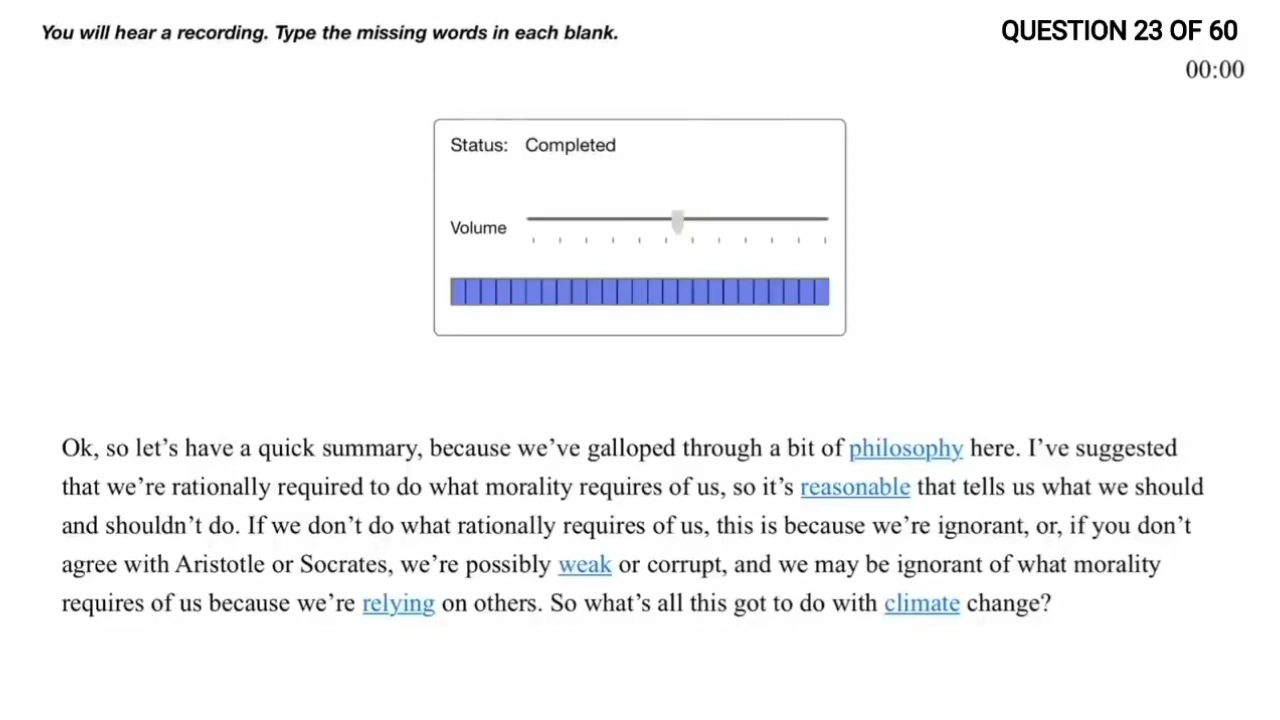 You will hear a recording. Type the missing words in each blank.
QUESTION 23 OF 60
00:00
Status: Completed
Volume
Ok, so let's have a quick summary, because we've galloped through a bit of philosophy here. I've suggested
that we're rationally required to do what morality requires of us, so it's reasonable that tells us what we should
and shouldn't do. If we don't do what rationally requires of us, this is because we're ignorant, or, if you don't
agree with Aristotle or Socrates, we're possibly weak or corrupt, and we may be ignorant of what morality
requires of us because we're relying on others. So what's all this got to do with climate change?